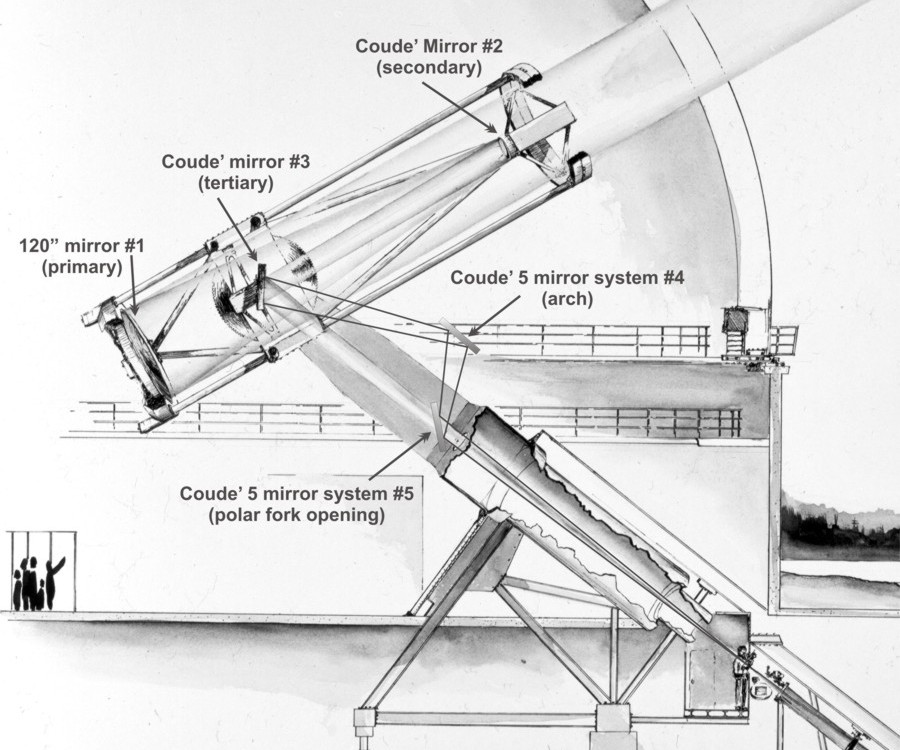 Coude’ Mirror #2
(secondary)
Coude’ mirror #3
(tertiary)
120” mirror #1
(primary)
Coude’ 5 mirror system #4
(arch)
Coude’ 5 mirror system #5
(polar fork opening)